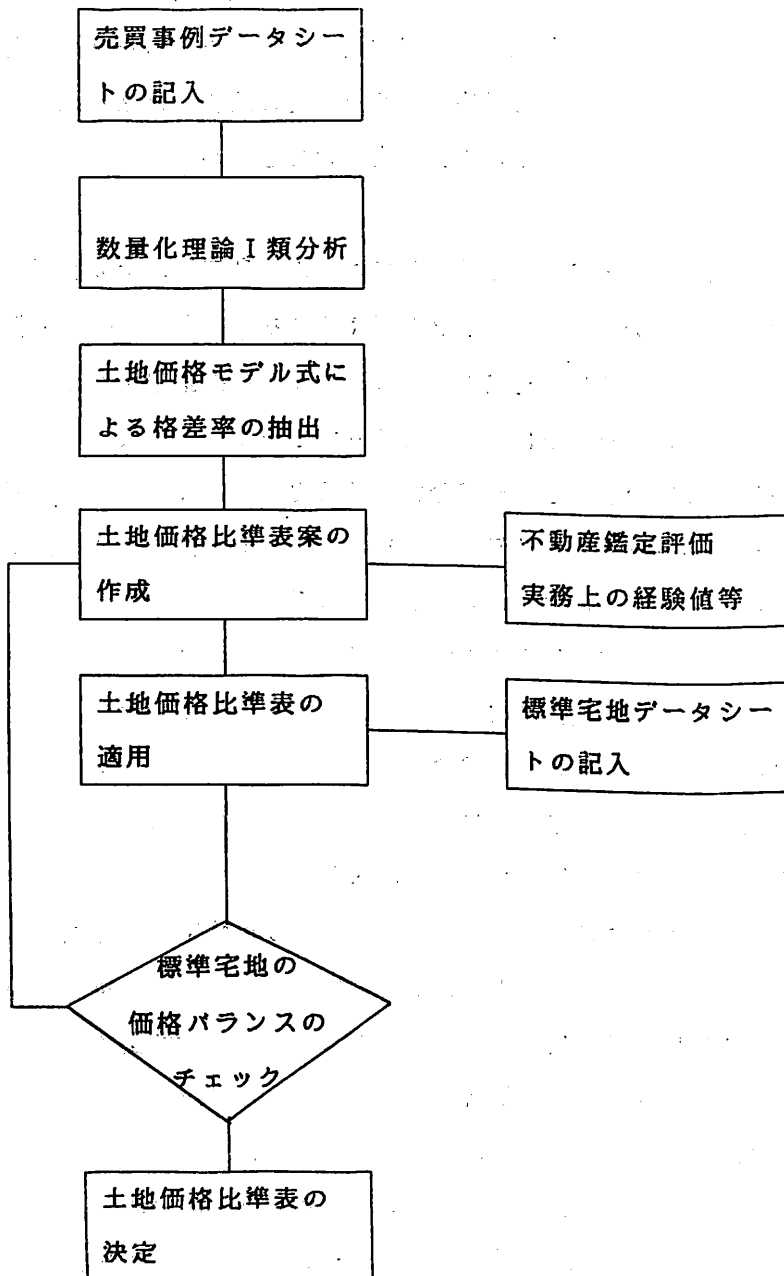 売買事例データシー
トの記入
数量化理論Ⅰ類分析
土地価格モデル式に
よる格差率の抽出
土地価格比準表案の
作成
不動産鑑定評価
実務上の経験値等
土地価格比準表の
適用
標準宅地データシー
トの記入
標準宅地の
価格バランスの
チェック
土地価格比準表の
決定